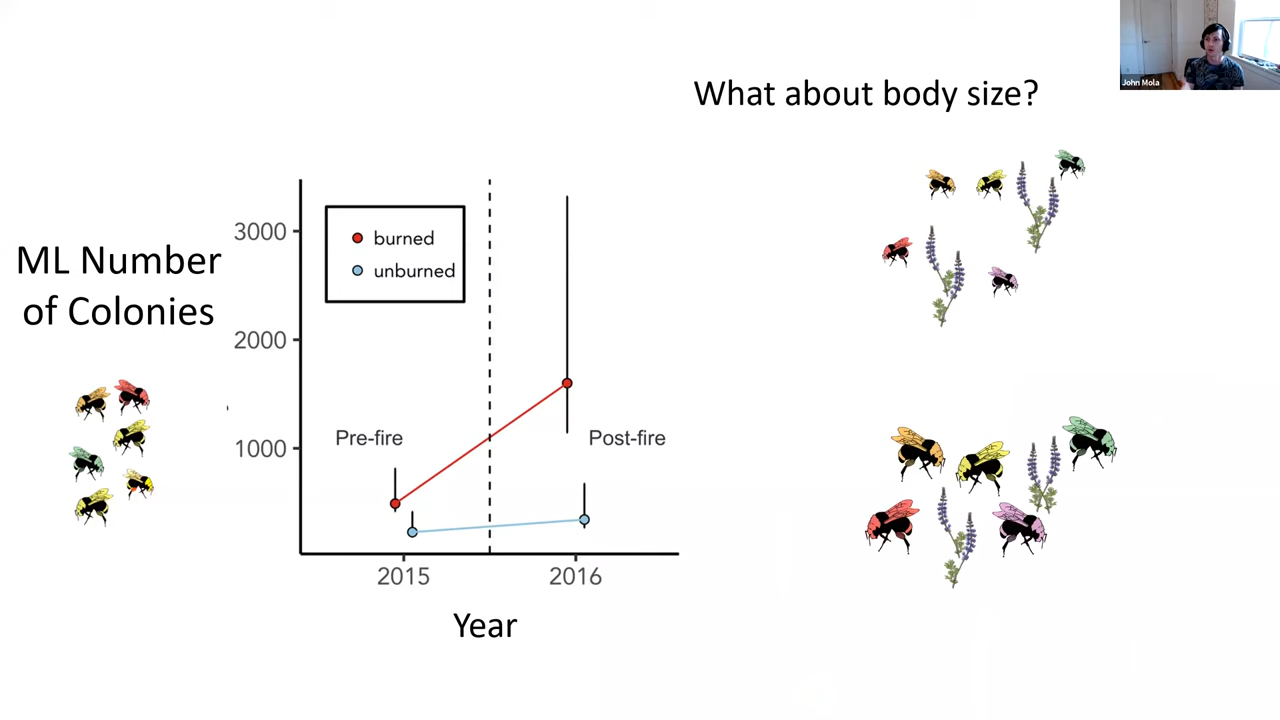 John Mola
What about body size?
ML Number
of Colonies
3000
2000
1000
burned
unburned
Pre-fire
Post-fire
2015
2016
Year